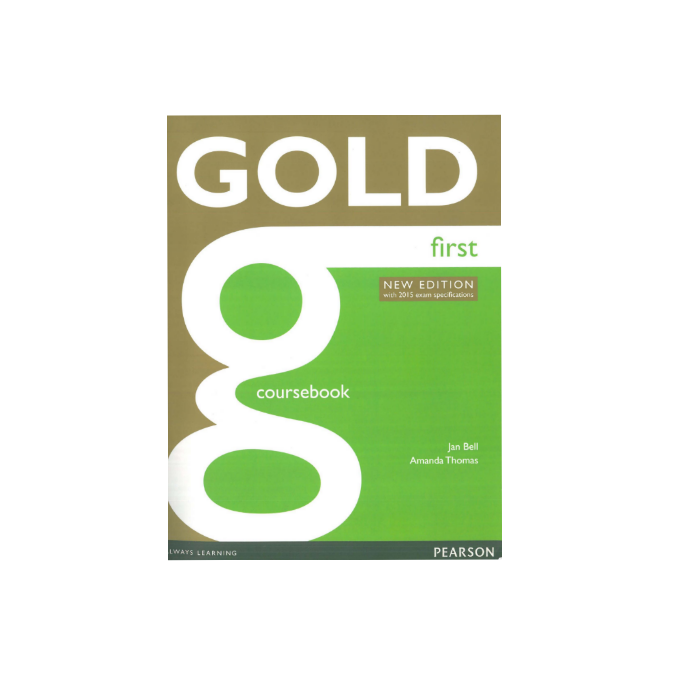 GOLD
first
NEW EDITION
with 2015 exam specifications
coursebook
Jan Bell
Amanda Thomas
LWAYS LEARNING
PEARSON